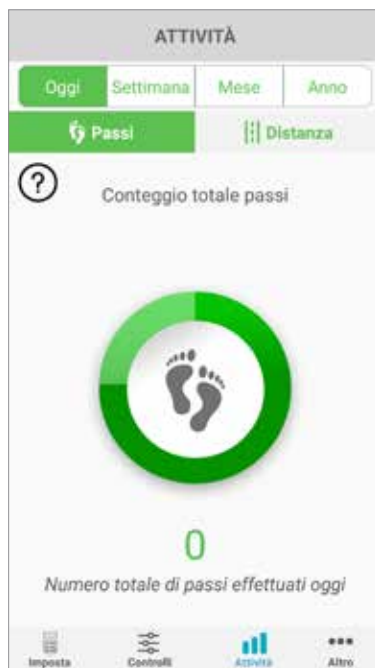 ATTIVITÀ
Oggi Settimana Mese Anno
Passi Distanza
?
Conteggio totale passi
0
Numero totale di passi effettuati oggi
Imposta Controlli Attività Altro